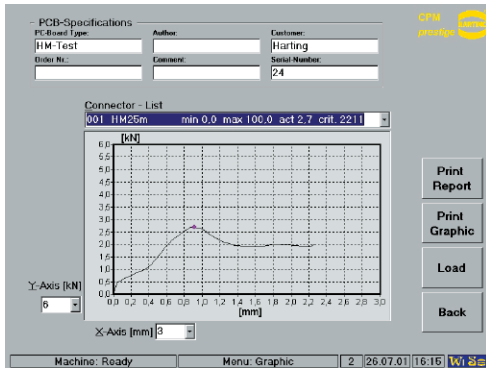 PCB-Specifications
PC-Board Type: Author: Customer:
HM-Test Harting
Order Nr.: Comment: Serial-Number:
24
CPM
prestige HARTING
Connector - List
001 HM25m min 0,0 max 100,0 act 2,7 crit. 2211
[kN]
6,0
5,5
5,0
4,5
4,0
3,5
3,0
2,5
2,0
1,5
1,0
0,5
0,0
0,0 0,2 0,4 0,6 0,8 1,0 1,2 1,4 1,6 1,8 2,0 2,2 2,4 2,6 2,8 3,0
[mm]
Y-Axis [kN]
6
X-Axis [mm] 3
Print
Report
Print
Graphic
Load
Back
Machine: Ready Menu: Graphic 2 26.07.01 16:15 WiSe